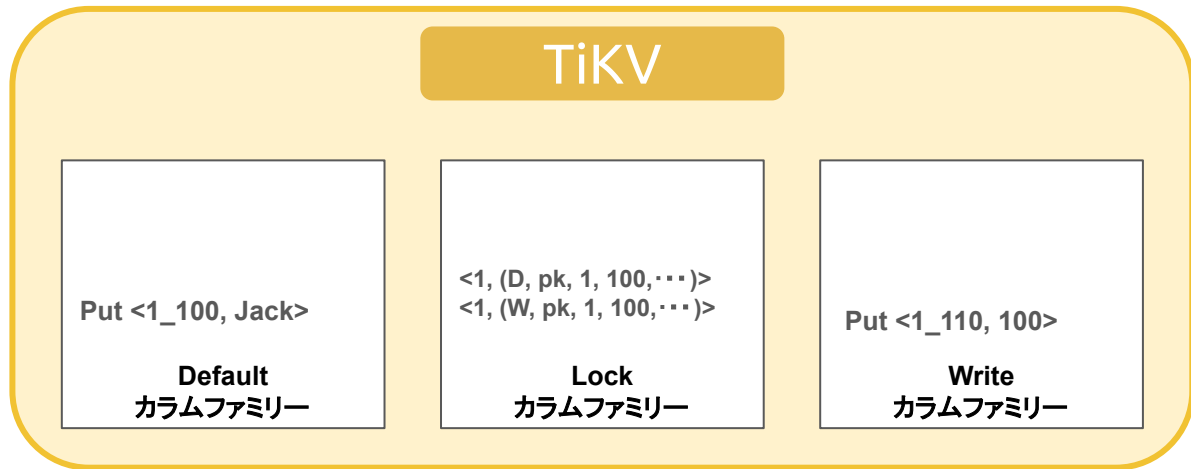 TiKV
Put <1_100, Jack>
Default
カラムファミリー
<1, (D, pk, 1, 100,･･･)>
<1, (W, pk, 1, 100,･･･)>
Lock
カラムファミリー
Put <1_110, 100>
Write
カラムファミリー